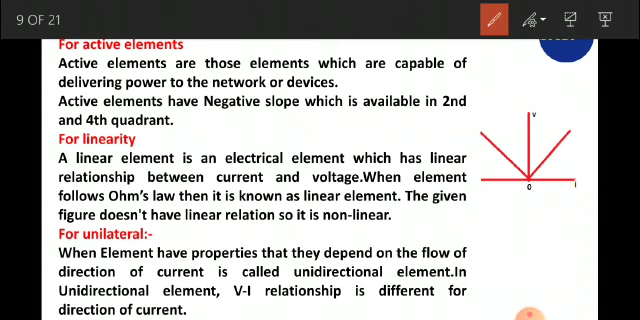 9 OF 21
For active elements
Active elements are those elements which are capable of
delivering power to the network or devices.
Active elements have Negative slope which is available in 2nd
and 4th quadrant.
For linearity
A linear element is an electrical element which has linear
relationship between current and voltage.When element
follows Ohm's law then it is known as linear element. The given
figure doesn't have linear relation so it is non-linear.
For unilateral:-
When Element have properties that they depend on the flow of
direction of current is called unidirectional element.In
Unidirectional element, V-I relationship is different for
direction of current.
V
0
I